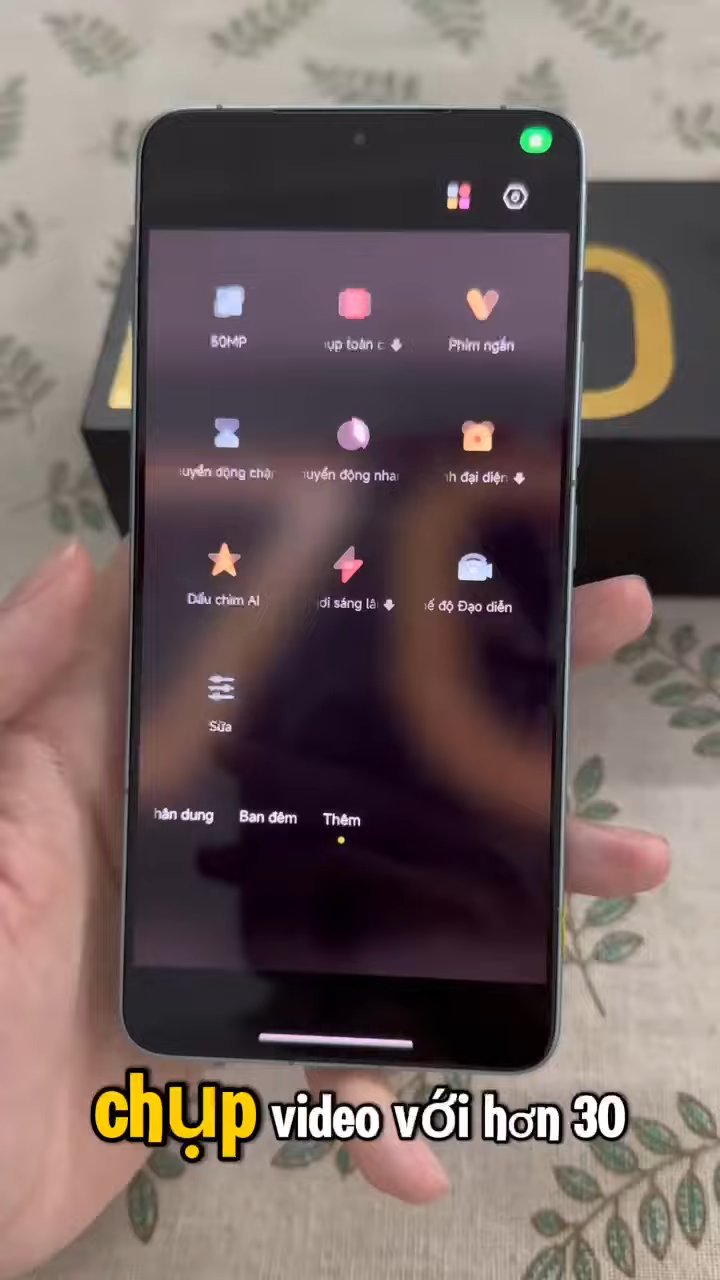 50MP
ụp toàn c
Phim ngắn
uyển động chậ
uyển động nha
h đại diện
Dấu chìm AI
ơi sáng lâ
ế độ Đạo diễn
Sửa
hân dung Ban đêm Thêm
chụp video với hơn 30